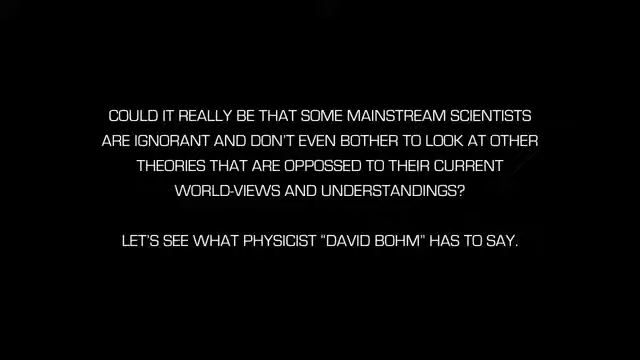 COULD IT REALLY BE THAT SOME MAINSTREAM SCIENTISTS
ARE IGNORANT AND DON'T EVEN BOTHER TO LOOK AT OTHER
THEORIES THAT ARE OPPOSSED TO THEIR CURRENT
WORLD-VIEWS AND UNDERSTANDINGS?
LET'S SEE WHAT PHYSICIST “DAVID BOHM” HAS TO SAY.